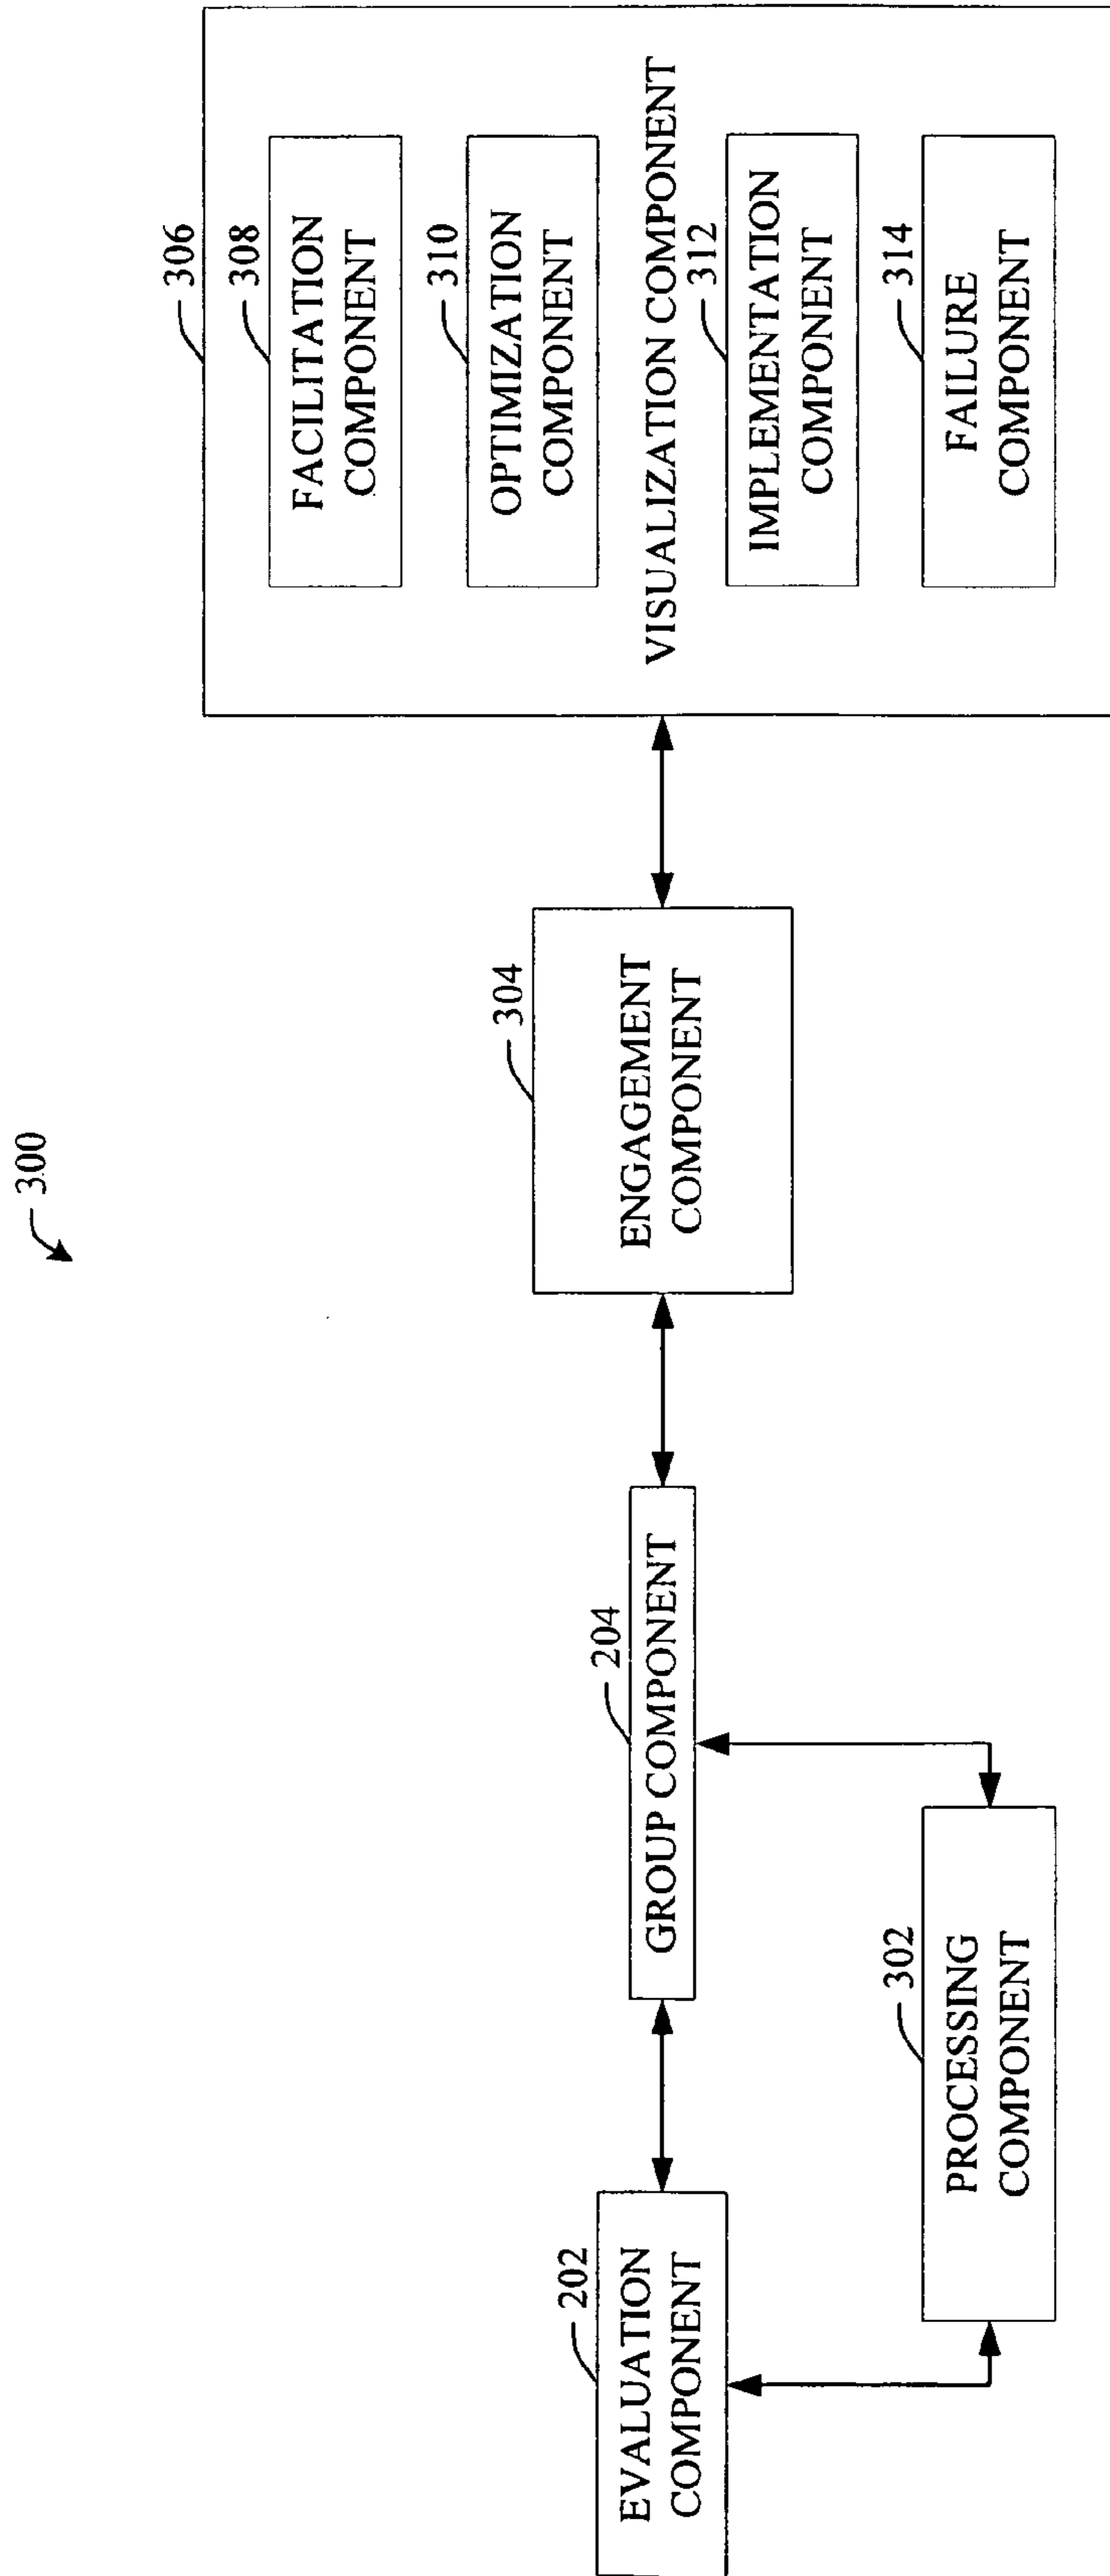 300
306
308
FACILITATION
COMPONENT
310
OPTIMIZATION
COMPONENT
VISUALIZATION COMPONENT
312
IMPLEMENTATION
COMPONENT
314
FAILURE
COMPONENT
304
ENGAGEMENT
COMPONENT
204
GROUP COMPONENT
202
EVALUATION
COMPONENT
302
PROCESSING
COMPONENT